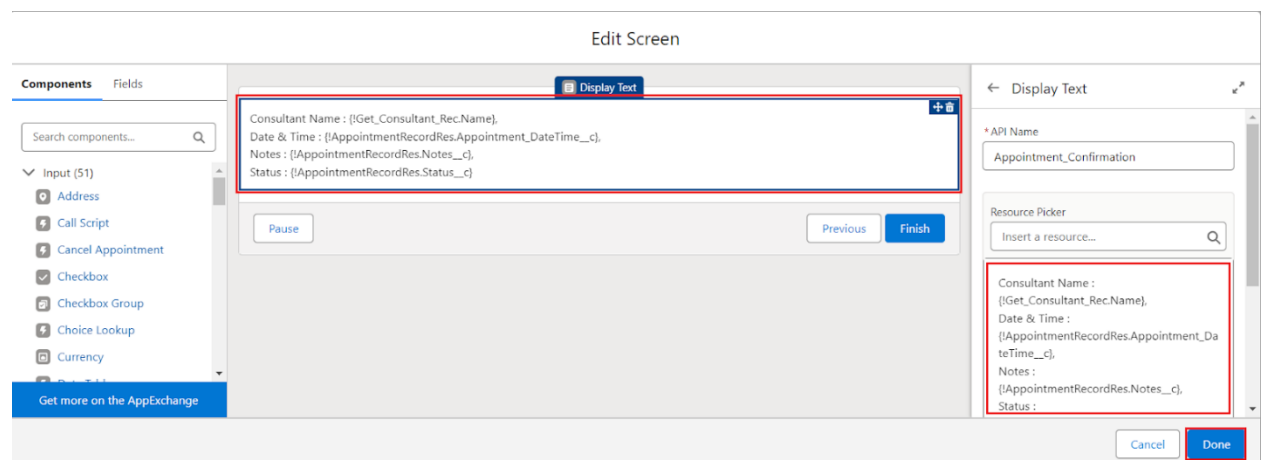 Edit Screen
Components Fields
Search components...
Input (51)
Address
Call Script
Cancel Appointment
Checkbox
Checkbox Group
Choice Lookup
Currency
Get more on the AppExchange
Display Text
Consultant Name : {!Get_Consultant_Rec.Name},
Date & Time : {!AppointmentRecordRes.Appointment_DateTime__c},
Notes : {!AppointmentRecordRes.Notes__c},
Status : {!AppointmentRecordRes.Status__c}
Pause Previous Finish
Display Text
* API Name
Appointment_Confirmation
Resource Picker
Insert a resource...
Consultant Name :
{!Get_Consultant_Rec.Name},
Date & Time :
{!AppointmentRecordRes.Appointment_Da
teTime__c},
Notes :
{!AppointmentRecordRes.Notes__c},
Status :
Cancel Done